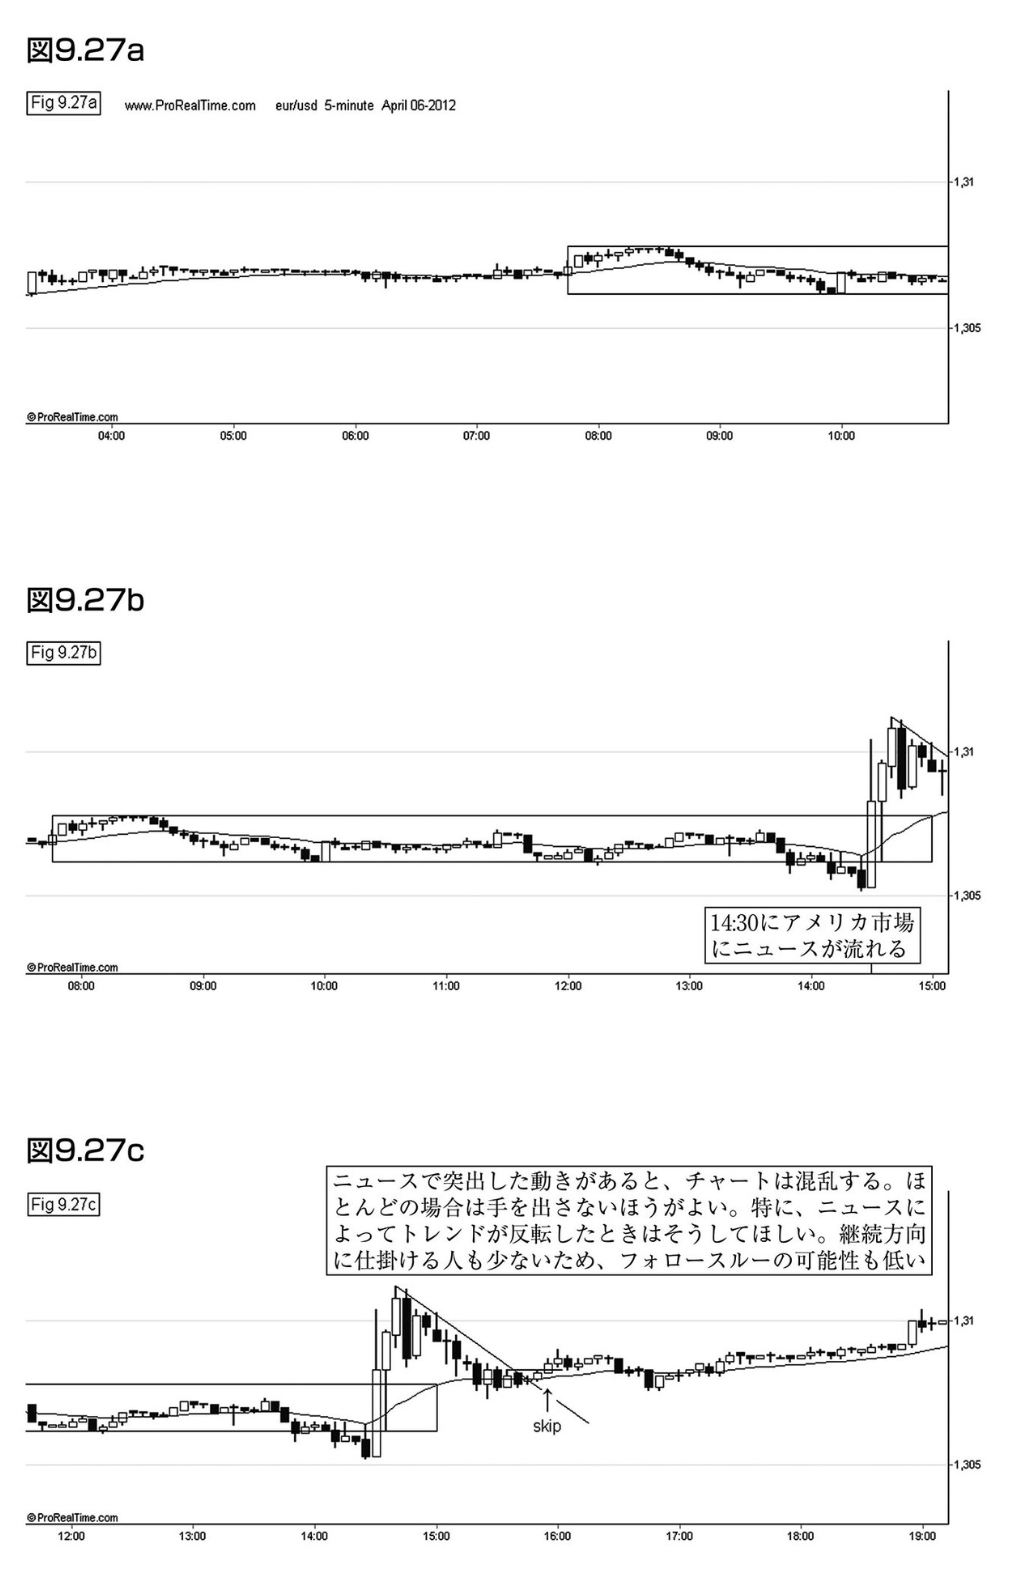 図9.27a
Fig 9.27a www.ProRealTime.com eur/usd 5-minute April 06-2012
1,31
1,305
©ProRealTime.com
04:00 05:00 06:00 07:00 08:00 09:00 10:00
図9.27b
Fig 9.27b
1,31
1,305
14:30にアメリカ市場
にニュースが流れる
©ProRealTime.com
08:00 09:00 10:00 11:00 12:00 13:00 14:00 15:00
図9.27c
Fig 9.27c
ニュースで突出した動きがあると、チャートは混乱する。ほ
とんどの場合は手を出さないほうがよい。特に、ニュースに
よってトレンドが反転したときはそうしてほしい。継続方向
に仕掛ける人も少ないため、フォロースルーの可能性も低い
1,31
skip
1,305
©ProRealTime.com
12:00 13:00 14:00 15:00 16:00 17:00 18:00 19:00